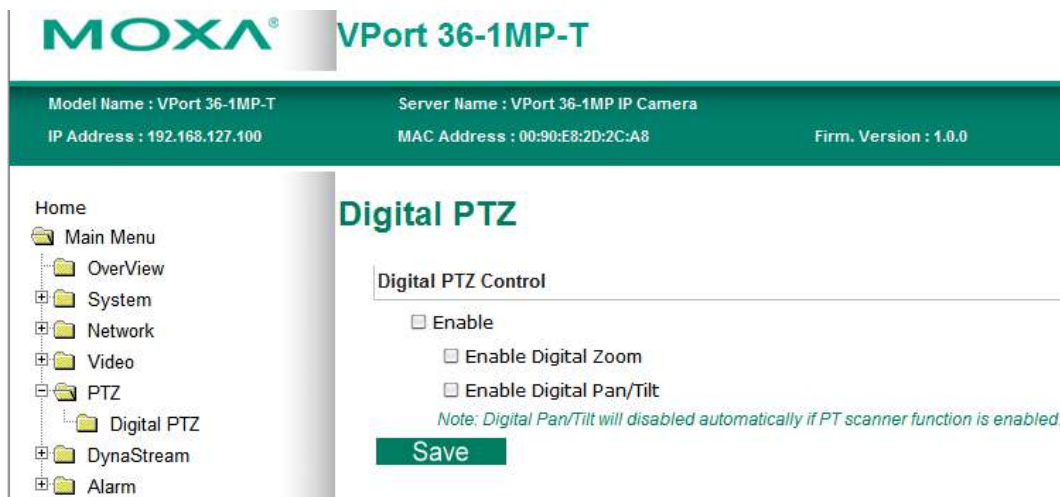 MOXA® VPort 36-1MP-T
Model Name : VPort 36-1MP-T Server Name : VPort 36-1MP IP Camera
IP Address : 192.168.127.100 MAC Address : 00:90:E8:2D:2C:A8 Firm. Version : 1.0.0
Home
Main Menu
OverView
System
Network
Video
PTZ
Digital PTZ
DynaStream
Alarm
Digital PTZ
Digital PTZ Control
Enable
Enable Digital Zoom
Enable Digital Pan/Tilt
Note: Digital Pan/Tilt will disabled automatically if PT scanner function is enabled.
Save